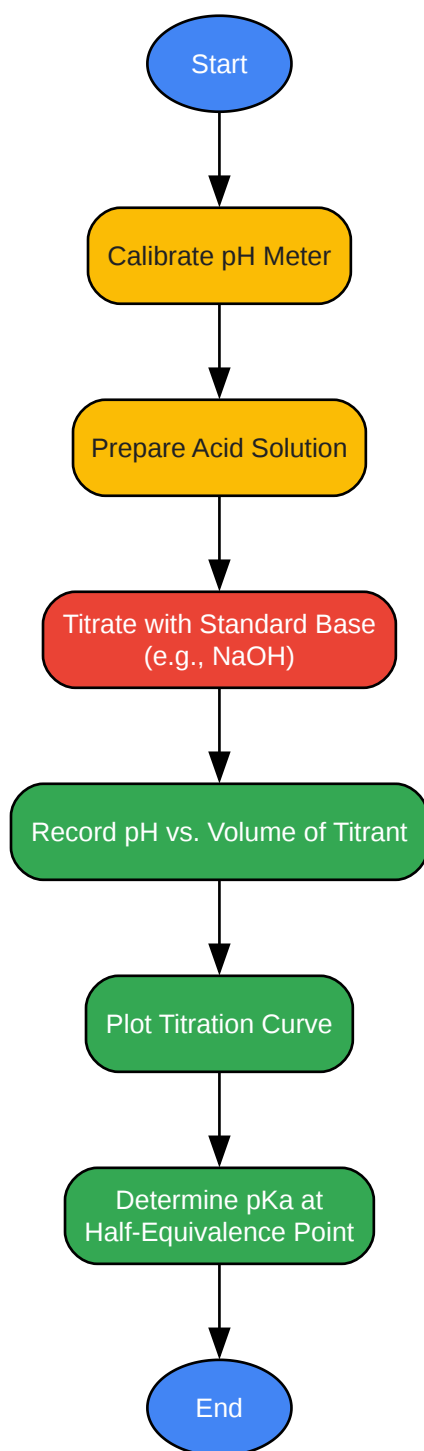 Start
Calibrate pH Meter
Prepare Acid Solution
Titrate with Standard Base
(e.g., NaOH)
Record pH vs. Volume of Titrant
Plot Titration Curve
Determine pKa at
Half-Equivalence Point
End